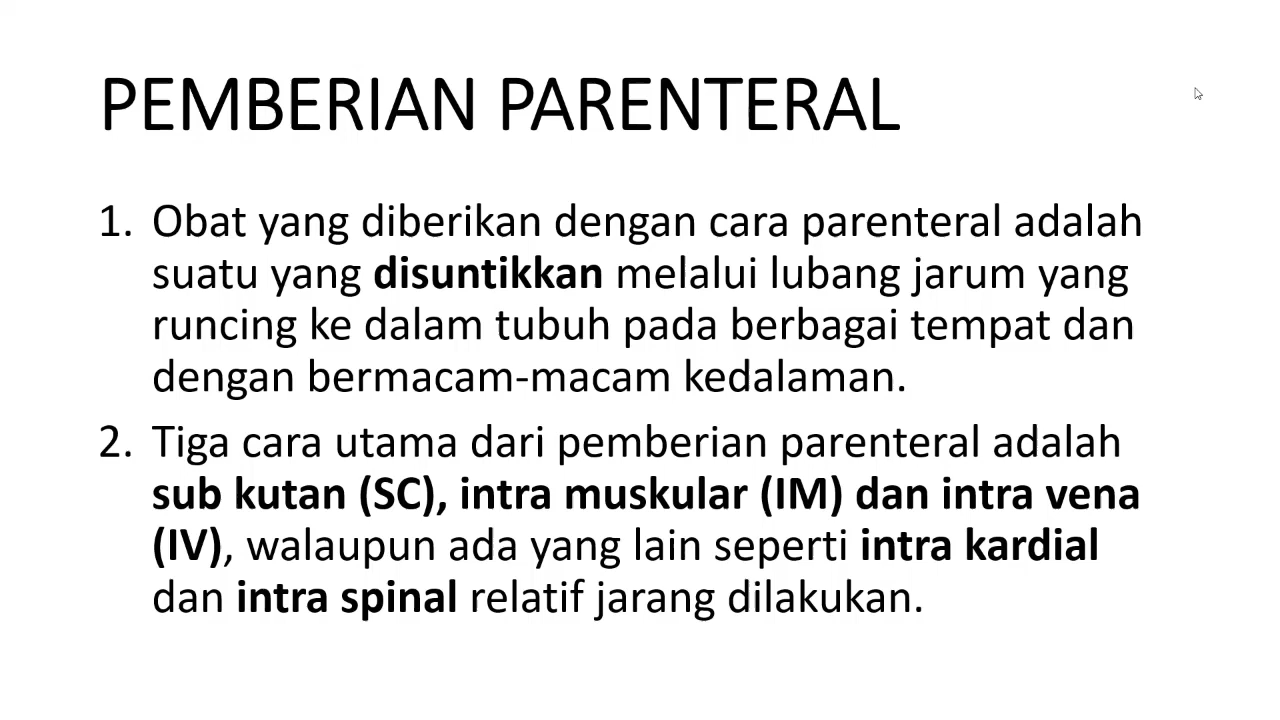 PEMBERIAN PARENTERAL
1. Obat yang diberikan dengan cara parenteral adalah
suatu yang disuntikkan melalui lubang jarum yang
runcing ke dalam tubuh pada berbagai tempat dan
dengan bermacam-macam kedalaman.
2. Tiga cara utama dari pemberian parenteral adalah
sub kutan (SC), intra muskular (IM) dan intra vena
(IV), walaupun ada yang lain seperti intra kardial
dan intra spinal relatif jarang dilakukan.